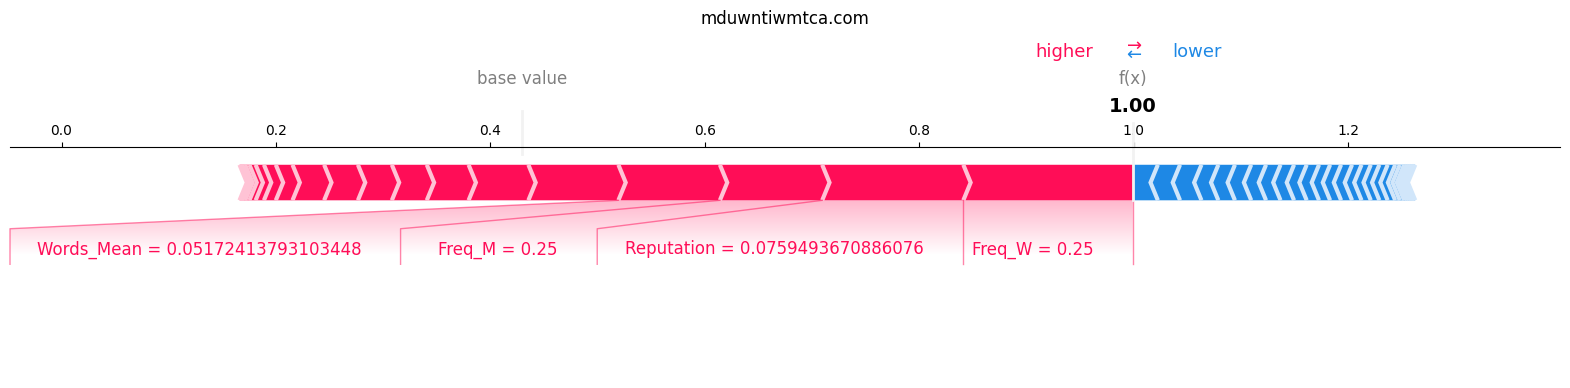 mduwntiwmtca.com
higher ⇄ lower
base value f(x)
1.00
0.0 0.2 0.4 0.6 0.8 1.0 1.2
Words_Mean = 0.05172413793103448 Freq_M = 0.25 Reputation = 0.0759493670886076 Freq_W = 0.25